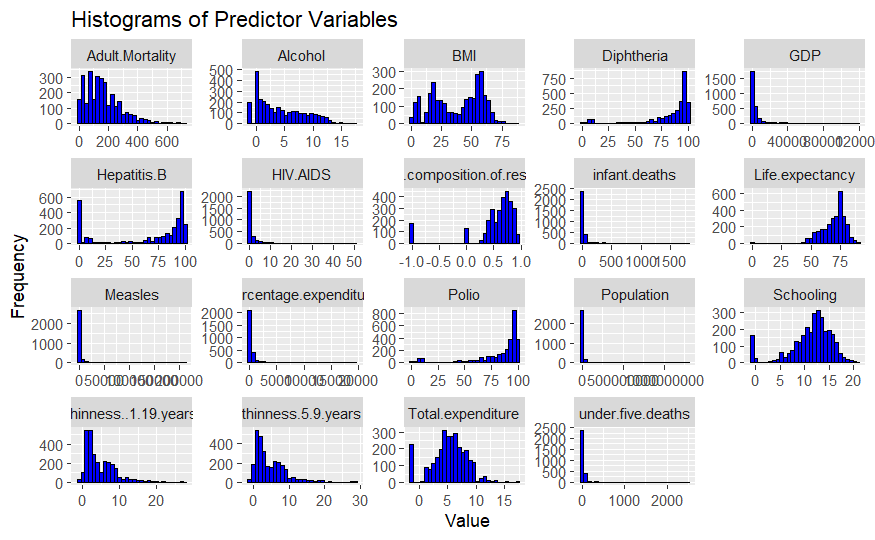 Histograms of Predictor Variables
Adult.Mortality Alcohol BMI Diphtheria GDP
300 200 100 0
500 400 300 200 100 0
300 200 100 0
750 500 250 0
1500 1000 500 0
0 200 400 600
0 5 10 15
0 25 50 75
0 25 50 75 100
0 40000 80000 12000
Hepatitis.B HIV.AIDS .composition.of.res infant.deaths Life.expectancy
600 400 200 0
2000 1500 1000 500 0
400 300 200 100 0
2500 2000 1500 1000 500 0
600 400 200 0
0 25 50 75 100
0 10 20 30 40 50
-1.0 -0.5 0.0 0.5 1.0
0 500 1000 1500
0 25 50 75
Measles rcentage.expenditu Polio Population Schooling
2000 1000 0
2000 1500 1000 500 0
800 600 400 200 0
2000 1000 0
300 200 100 0
0 25 50 75 100
0 5 10 15 20
hinness..1.19.years thinness.5.9.years Total.expenditure under.five.deaths
400 200 0
400 200 0
300 200 100 0
2500 2000 1500 1000 500 0
0 10 20
0 10 20 30
0 5 10 15
0 1000 2000
Frequency
Value